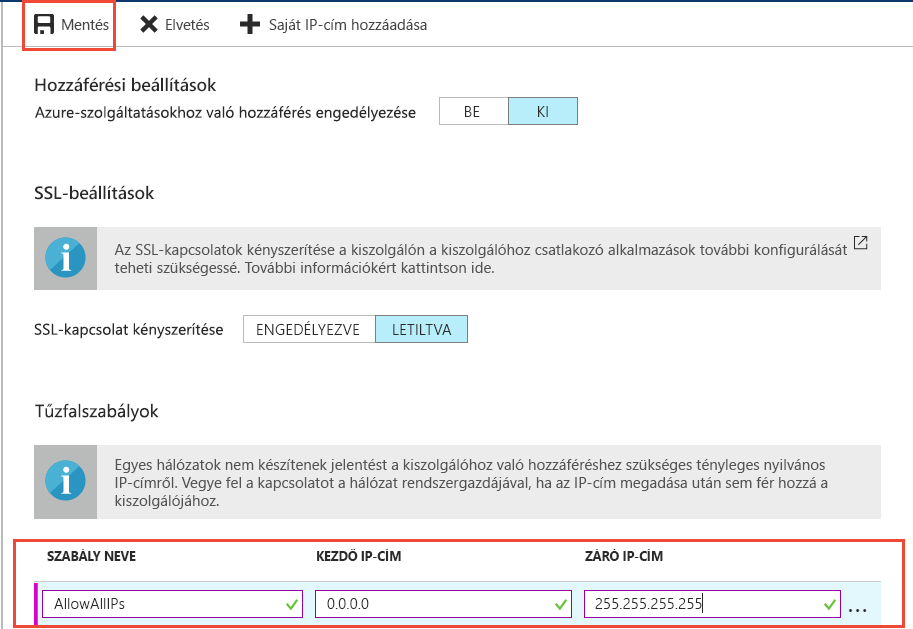 Mentés Elvetés Saját IP-cím hozzáadása
Hozzáférési beállítások
Azure-szolgáltatásokhoz való hozzáférés engedélyezése BE KI
SSL-beállítások
Az SSL-kapcsolatok kényszerítése a kiszolgálón a kiszolgálóhoz csatlakozó alkalmazások további konfigurálását
teheti szükségessé. További információkért kattintson ide.
SSL-kapcsolat kényszerítése ENGEDÉLYEZVE LETILTVA
Tűzfalszabályok
Egyes hálózatok nem készítenek jelentést a kiszolgálóhoz való hozzáféréshez szükséges tényleges nyilvános
IP-címről. Vegye fel a kapcsolatot a hálózat rendszergazdájával, ha az IP-cím megadása után sem fér hozzá a
kiszolgálójához.
SZABÁLY NEVE KEZDŐ IP-CÍM ZÁRÓ IP-CÍM
AllowAllIPs 0.0.0.0 255.255.255.255 ...